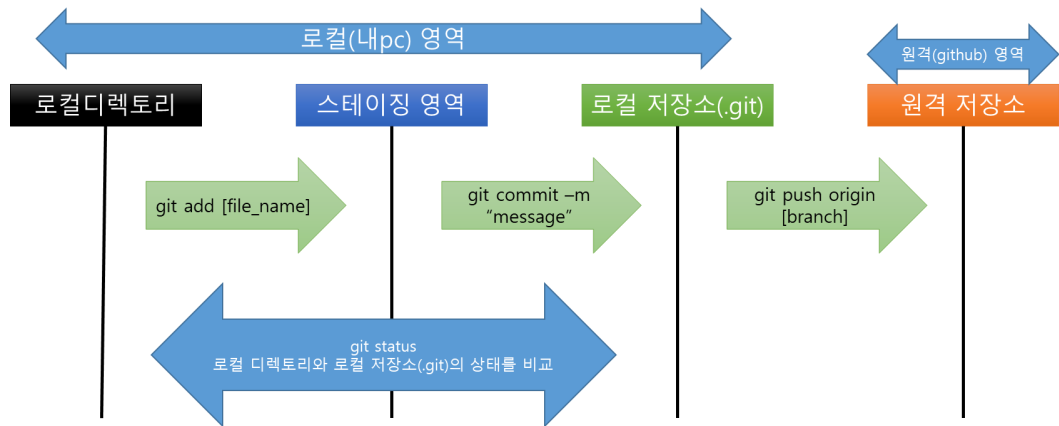 로컬(내pc) 영역
원격(github) 영역
로컬디렉토리
스테이징 영역
로컬 저장소(.git)
원격 저장소
git add [file_name]
git commit –m
“message”
git push origin
[branch]
git status
로컬 디렉토리와 로컬 저장소(.git)의 상태를 비교